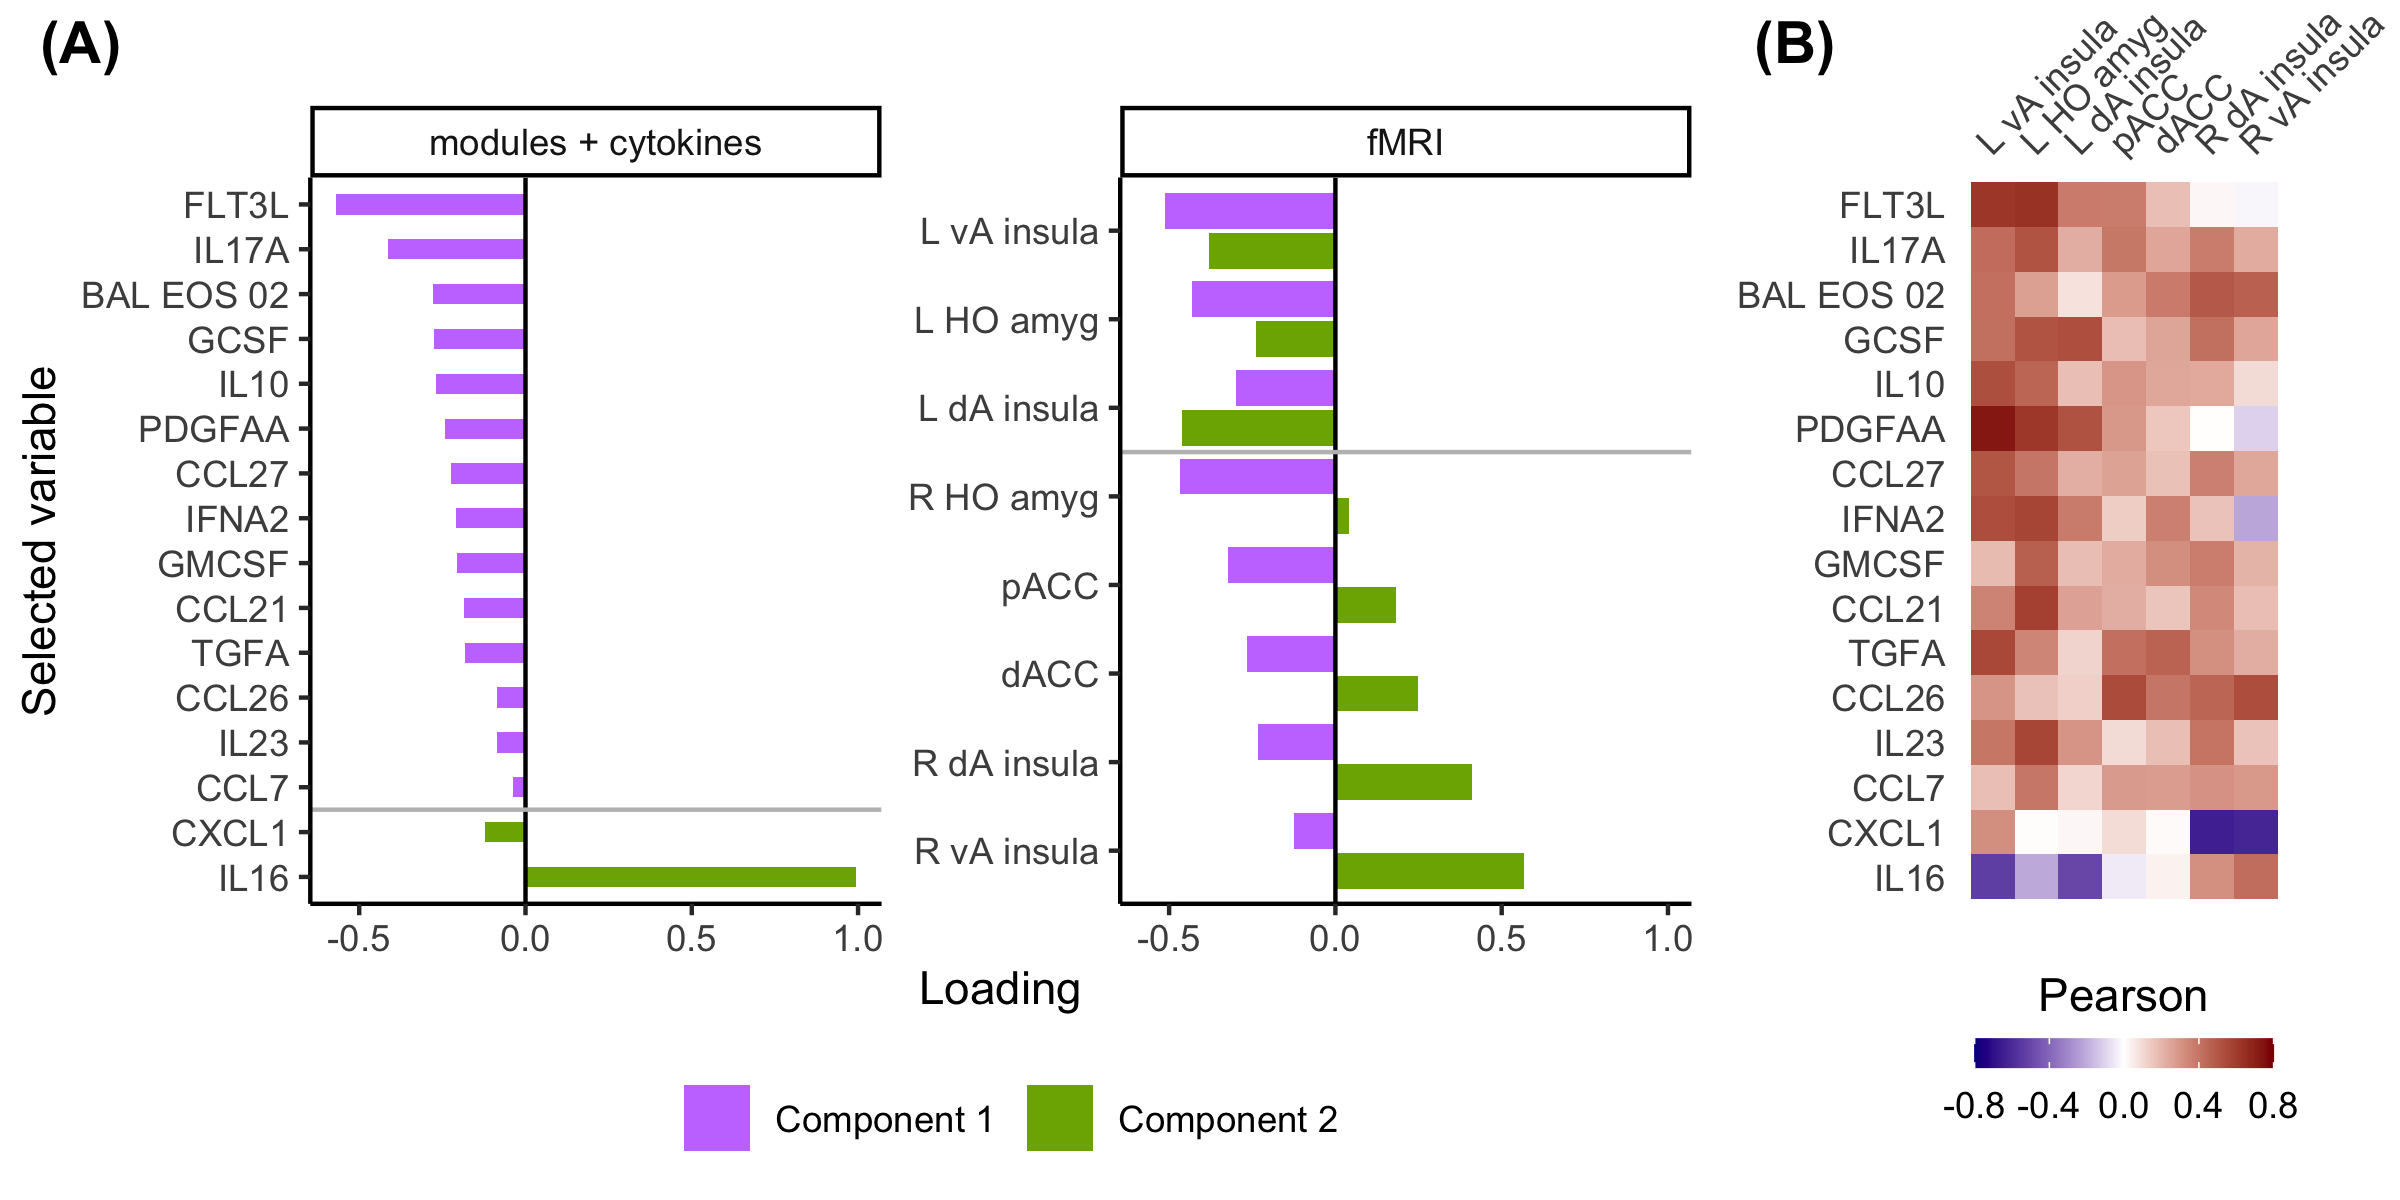 (A)
modules + cytokines
fMRI
Selected variable
FLT3L
IL17A
BAL EOS 02
GCSF
IL10
PDGFAA
CCL27
IFNA2
GMCSF
CCL21
TGFA
CCL26
IL23
CCL7
CXCL1
IL16
-0.5 0.0 0.5 1.0
L vA insula
L HO amyg
L dA insula
R HO amyg
pACC
dACC
R dA insula
R vA insula
-0.5 0.0 0.5 1.0
Loading
Component 1
Component 2
(B)
L vA insula
L HO amyg
L dA insula
pACC
dACC
R dA insula
R vA insula
FLT3L
IL17A
BAL EOS 02
GCSF
IL10
PDGFAA
CCL27
IFNA2
GMCSF
CCL21
TGFA
CCL26
IL23
CCL7
CXCL1
IL16
Pearson
-0.8 -0.4 0.0 0.4 0.8